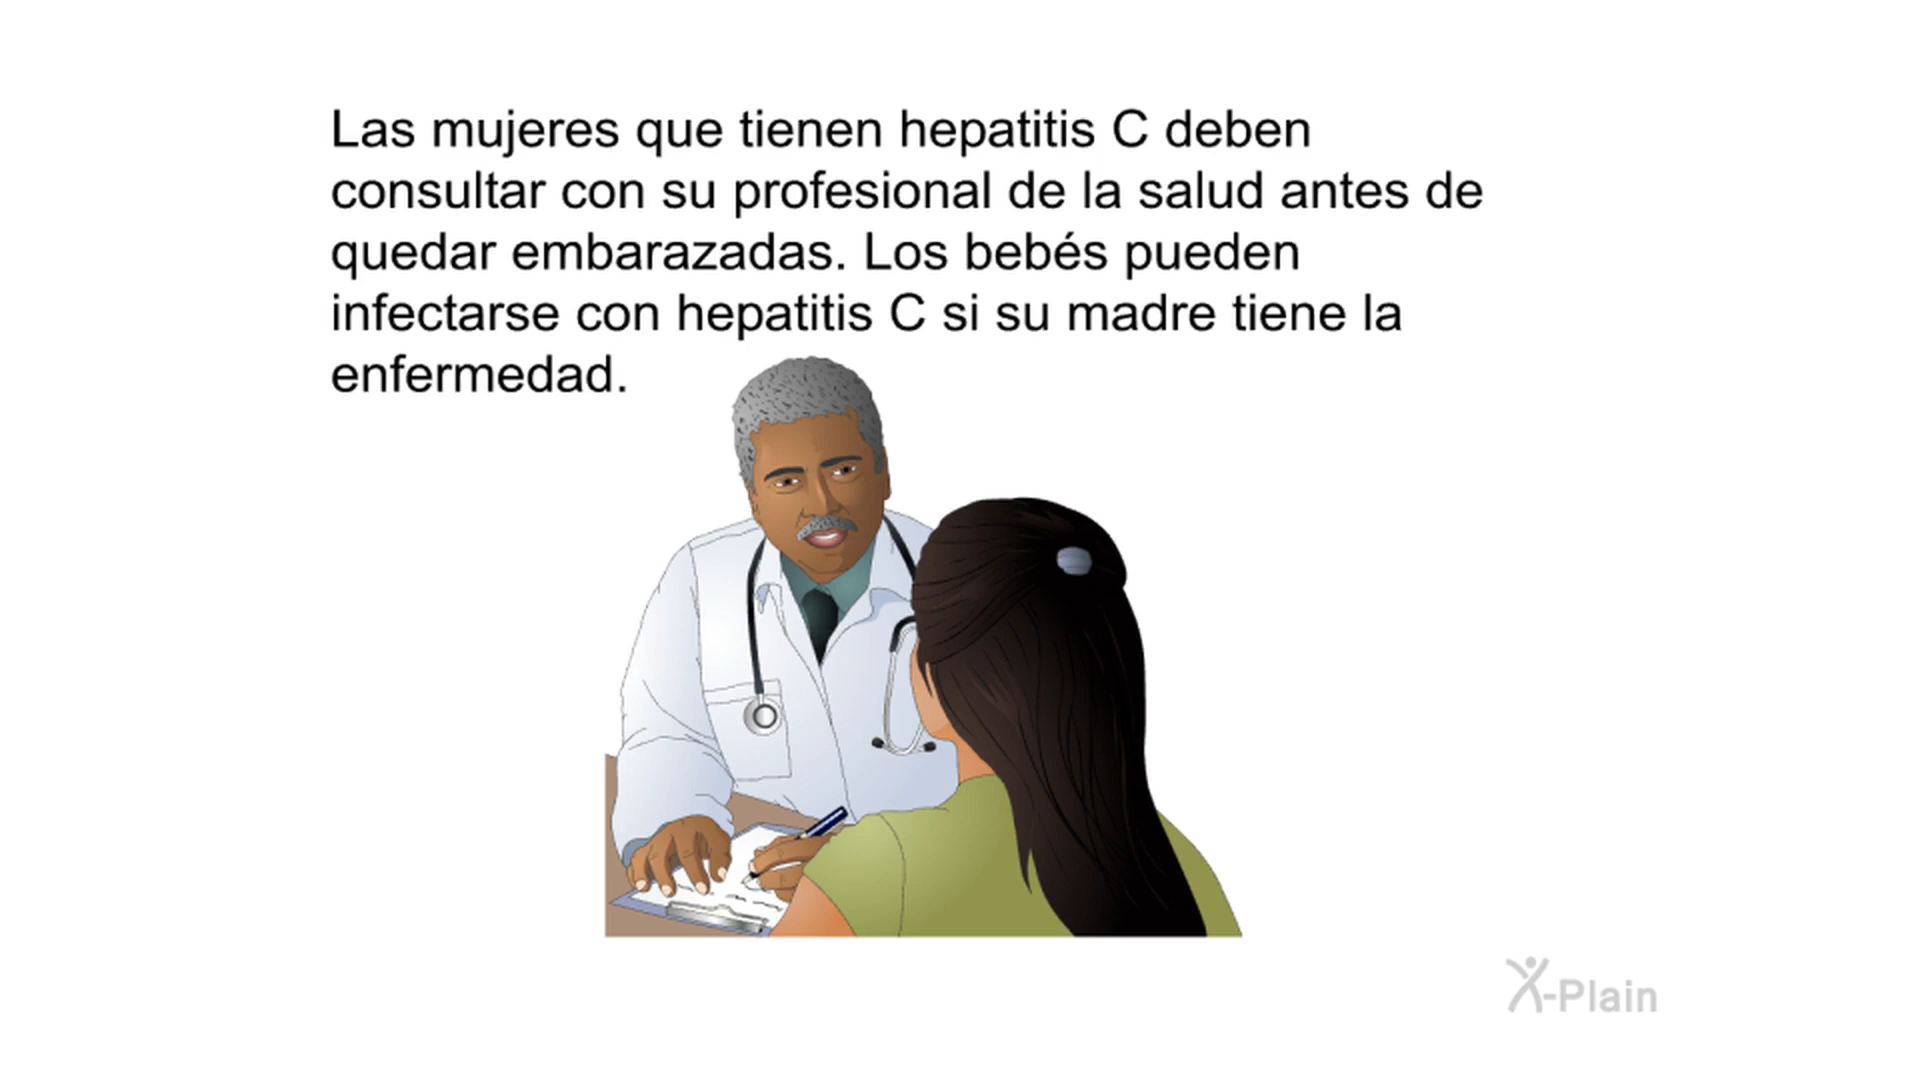 Las mujeres que tienen hepatitis C deben
consultar con su profesional de la salud antes de
quedar embarazadas. Los bebés pueden
infectarse con hepatitis C si su madre tiene la
enfermedad.
X-Plain